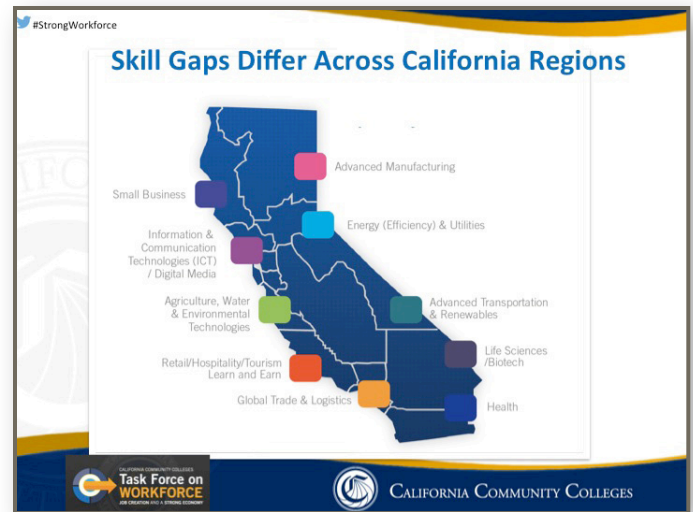 #StrongWorkforce
Skill Gaps Differ Across California Regions
Advanced Manufacturing
Small Business
Energy (Efficiency) & Utilities
Information &
Communication
Technologies (ICT)
/ Digital Media
Agriculture, Water
& Environmental
Technologies
Advanced Transportation
& Renewables
Life Sciences
/Biotech
Retail/Hospitality/Tourism
Learn and Earn
Global Trade & Logistics
Health
CALIFORNIA COMMUNITY COLLEGES
Task Force on
WORKFORCE
JOB CREATION AND A STRONG ECONOMY
CALIFORNIA COMMUNITY COLLEGES